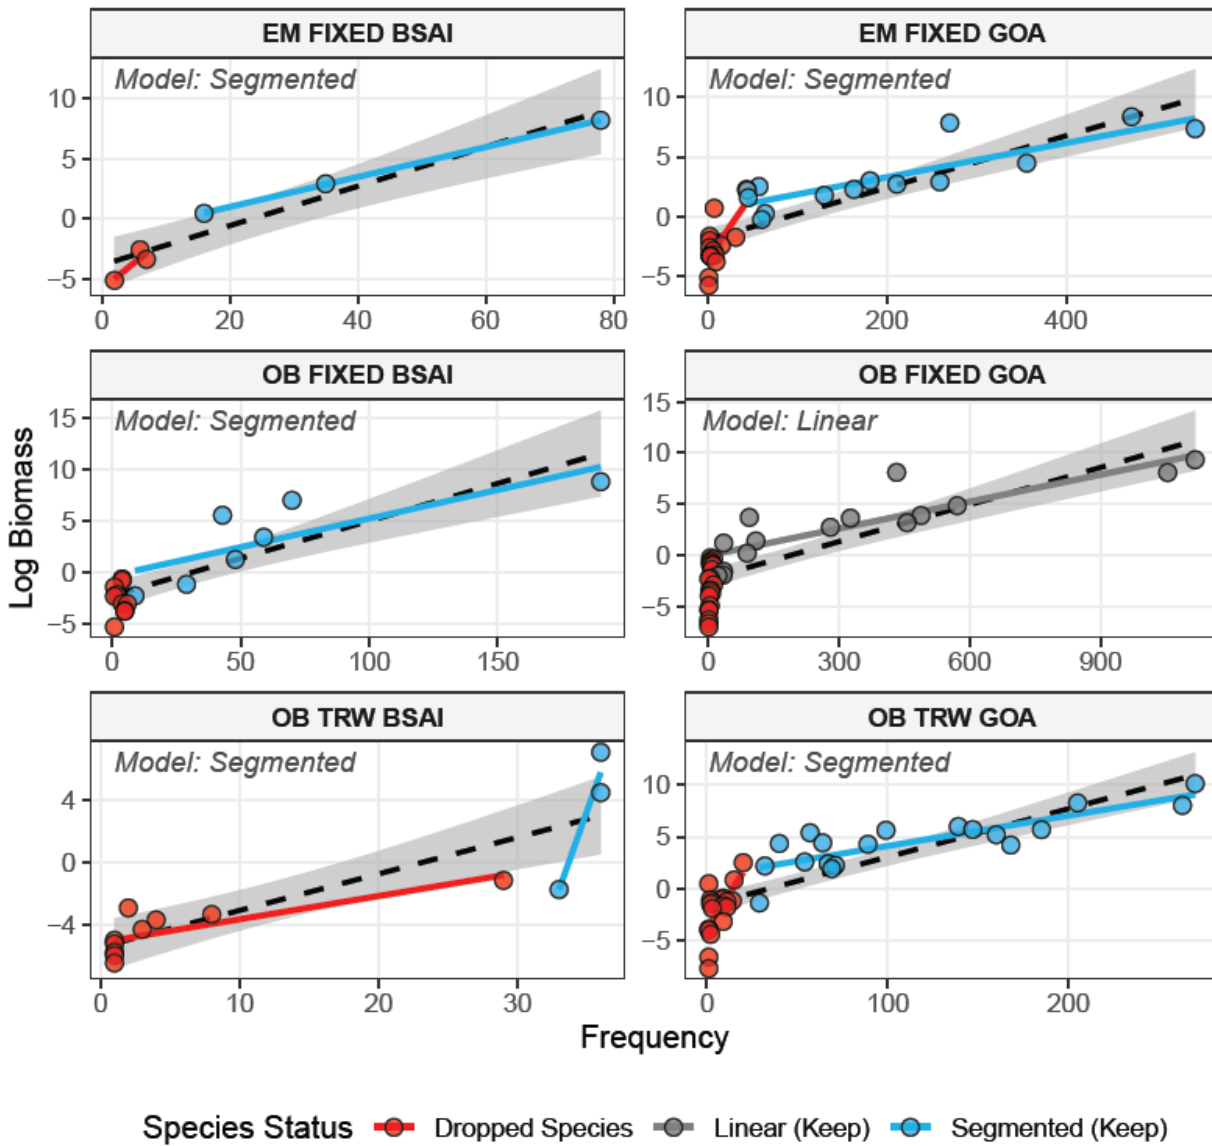 EM FIXED BSAI
Model: Segmented
10
5
0
−5
0 20 40 60 80
EM FIXED GOA
Model: Segmented
10
5
0
−5
0 200 400
OB FIXED BSAI
Model: Segmented
15
10
5
0
−5
0 50 100 150
OB FIXED GOA
Model: Linear
15
10
5
0
−5
0 300 600 900
OB TRW BSAI
Model: Segmented
4
0
−4
0 10 20 30
OB TRW GOA
Model: Segmented
10
5
0
−5
0 100 200
Log Biomass
Frequency
Species Status Dropped Species Linear (Keep) Segmented (Keep)